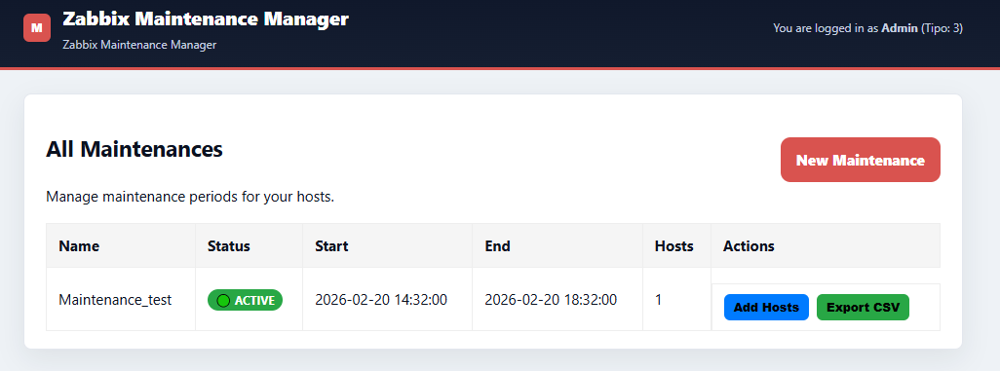 M
Zabbix Maintenance Manager
Zabbix Maintenance Manager
You are logged in as Admin (Tipo: 3)
All Maintenances
New Maintenance
Manage maintenance periods for your hosts.
Name Status Start End Hosts Actions
Maintenance_test ACTIVE 2026-02-20 14:32:00 2026-02-20 18:32:00 1 Add Hosts Export CSV